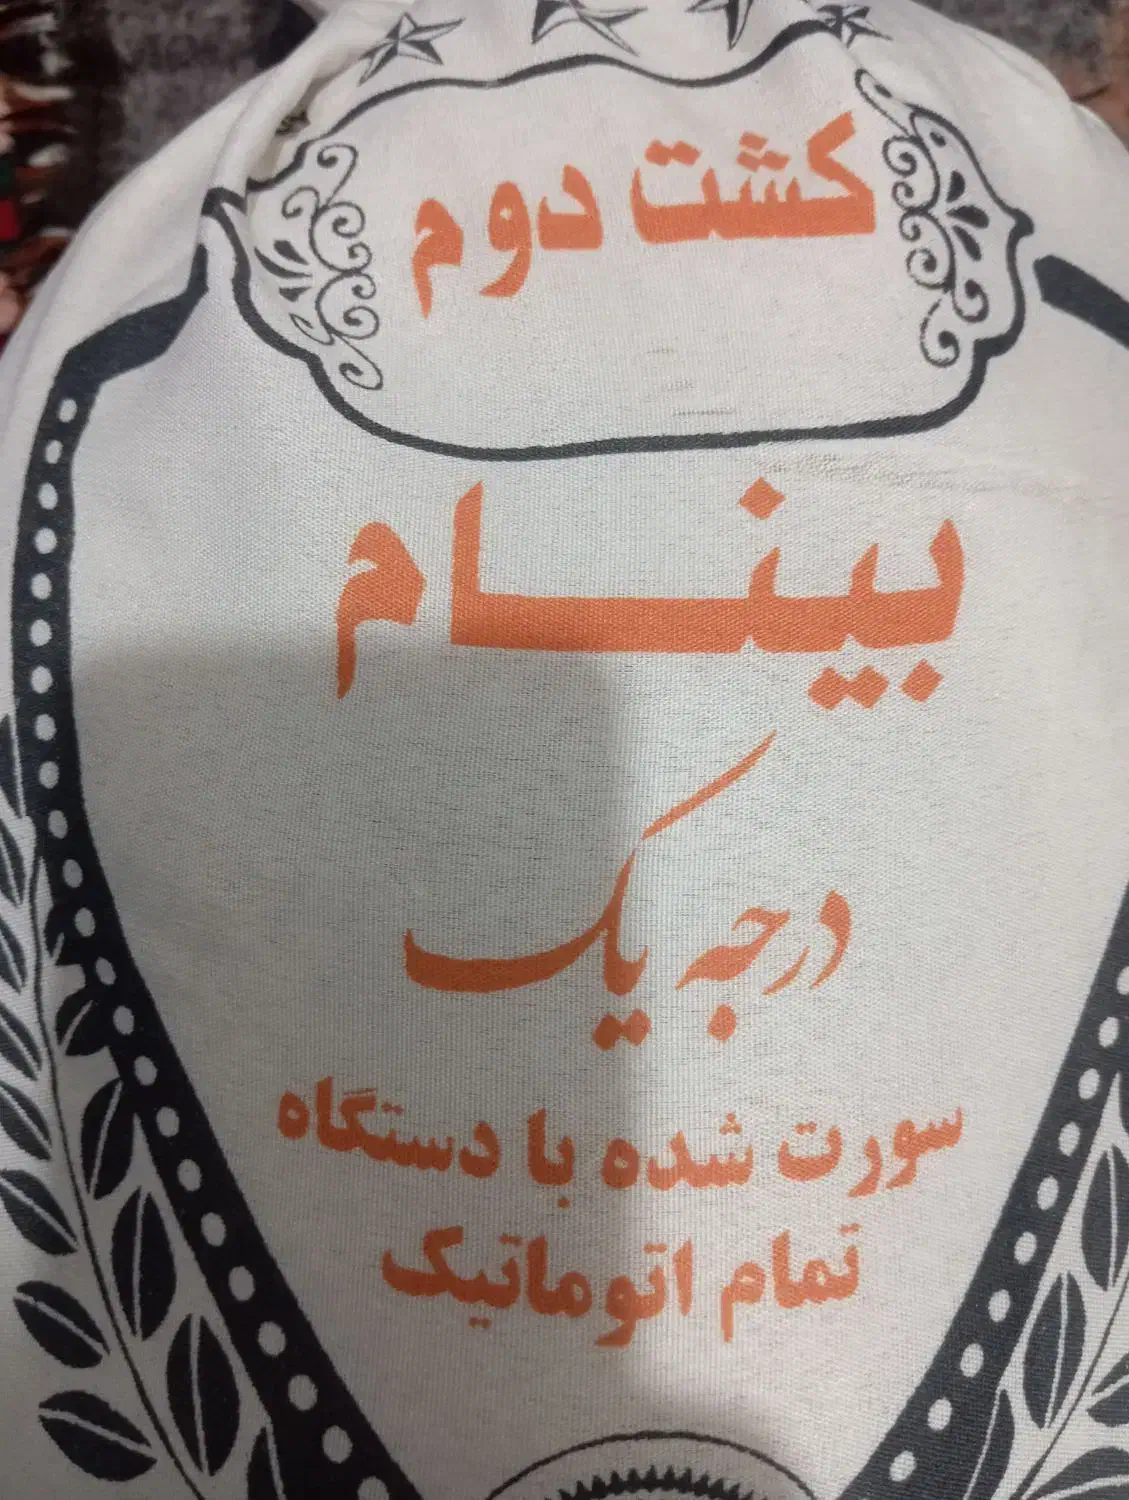 کشت دوم
بینام
درجه یک
سورت شده با دستگاه
تمام اتوماتیک